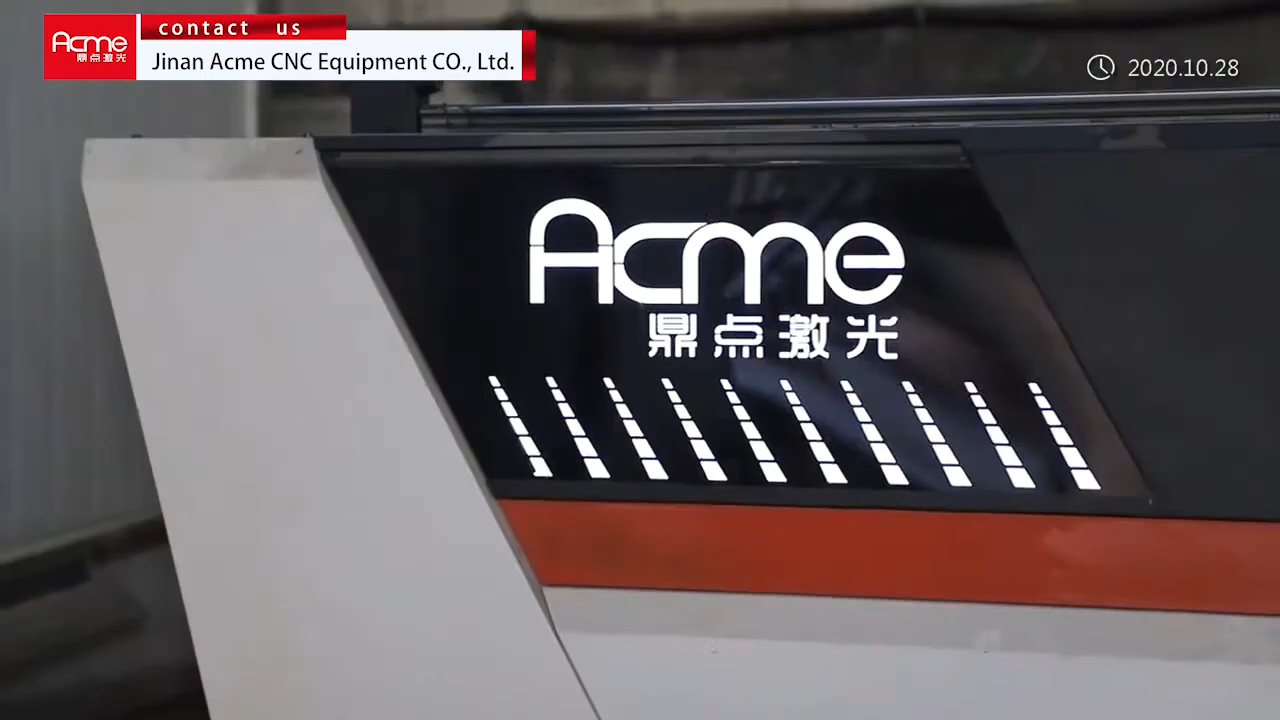 contact us
Acme
鼎点激光
Jinan Acme CNC Equipment CO., Ltd.
2020.10.28
Acme
鼎点激光